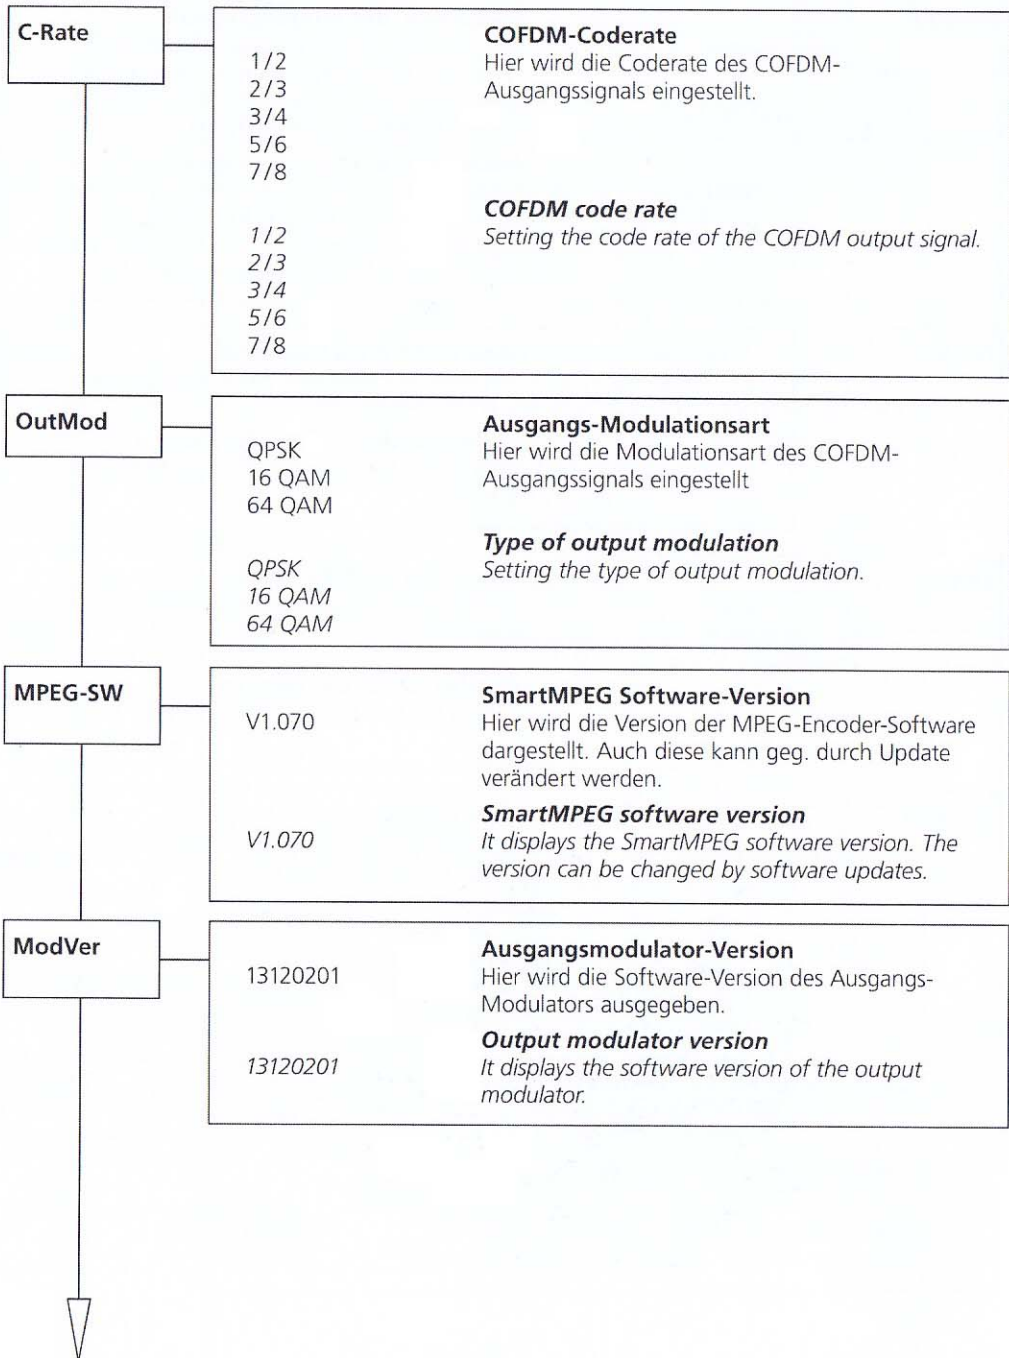 C-Rate
COFDM-Coderate
1/2
Hier wird die Coderate des COFDM-
2/3
Ausgangssignals eingestellt.
3/4
5/6
7/8
COFDM code rate
1/2
Setting the code rate of the COFDM output signal.
2/3
3/4
5/6
7/8
OutMod
Ausgangs-Modulationsart
QPSK
Hier wird die Modulationsart des COFDM-
16 QAM
Ausgangssignals eingestellt
64 QAM
Type of output modulation
QPSK
Setting the type of output modulation.
16 QAM
64 QAM
MPEG-SW
SmartMPEG Software-Version
V1.070
Hier wird die Version der MPEG-Encoder-Software
dargestellt. Auch diese kann geg. durch Update
verändert werden.
SmartMPEG software version
V1.070
It displays the SmartMPEG software version. The
version can be changed by software updates.
ModVer
Ausgangsmodulator-Version
13120201
Hier wird die Software-Version des Ausgangs-
Modulators ausgegeben.
Output modulator version
13120201
It displays the software version of the output
modulator.